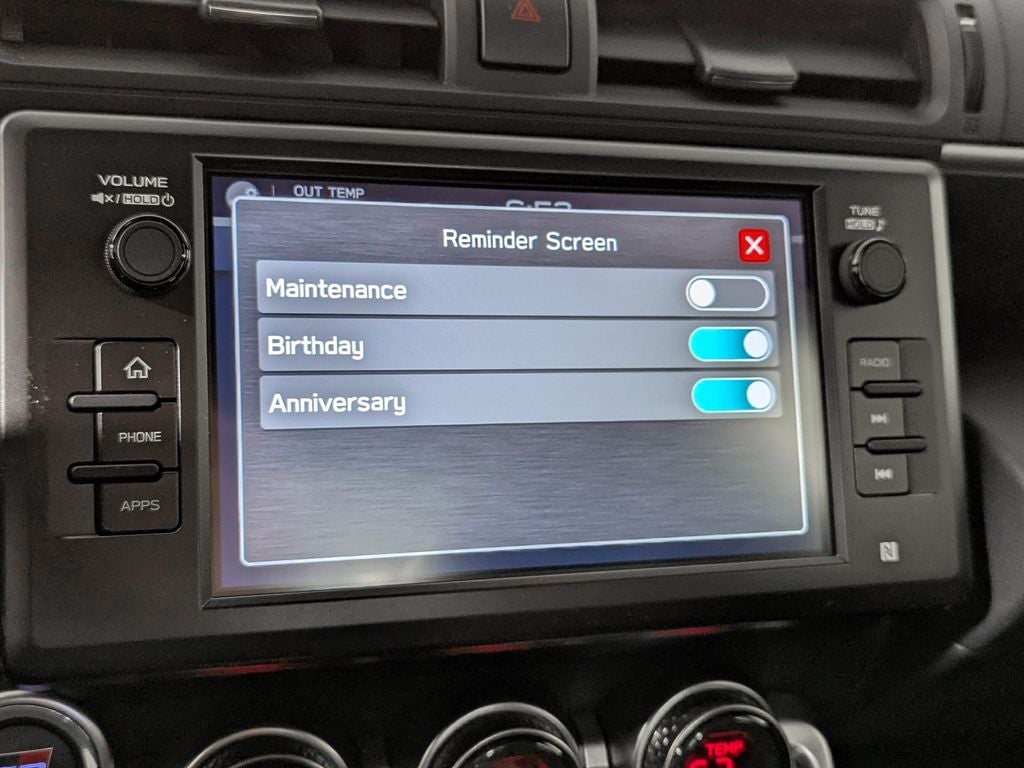 VOLUME
HOLD
OUT TEMP
TUNE
HOLD
Reminder Screen
Maintenance
Birthday
Anniversary
RADIO
PHONE
APPS
TEMP